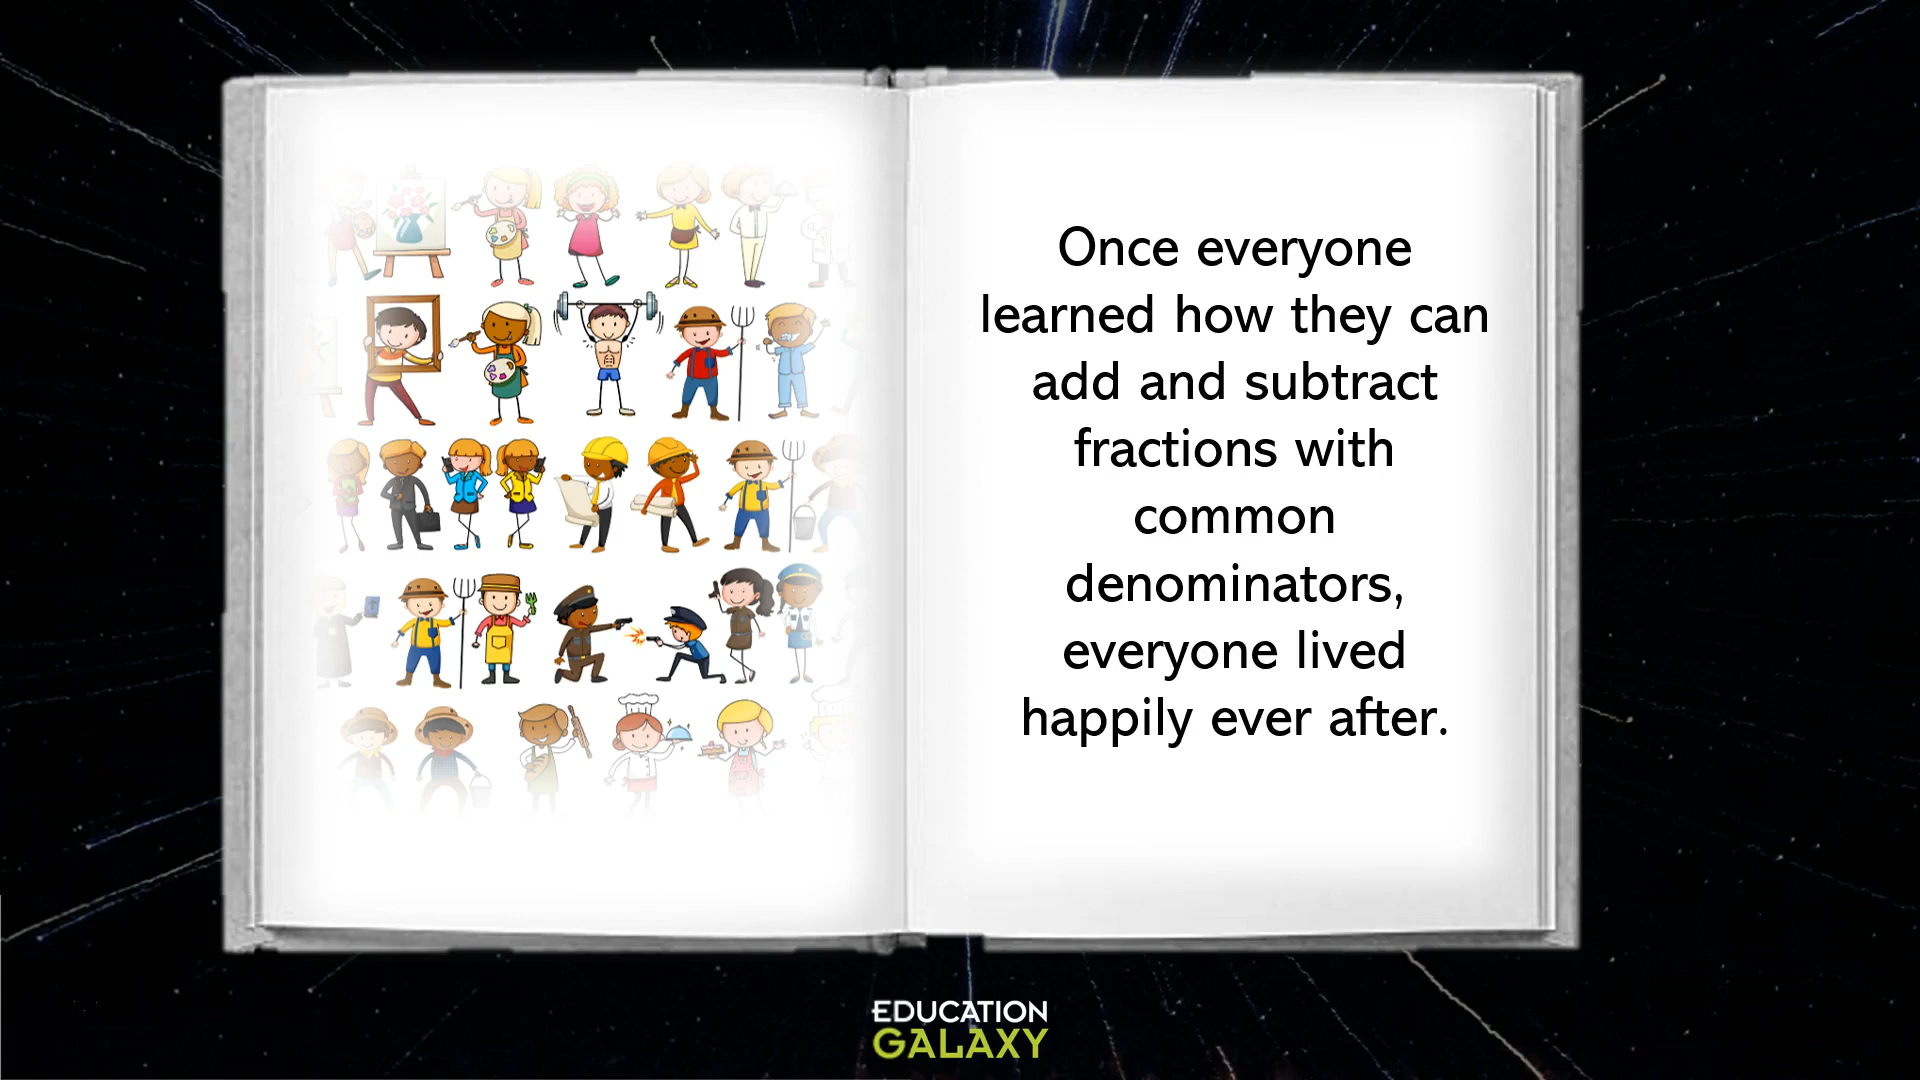 Once everyone
learned how they can
add and subtract
fractions with
common
denominators,
everyone lived
happily ever after.
EDUCATION
GALAXY